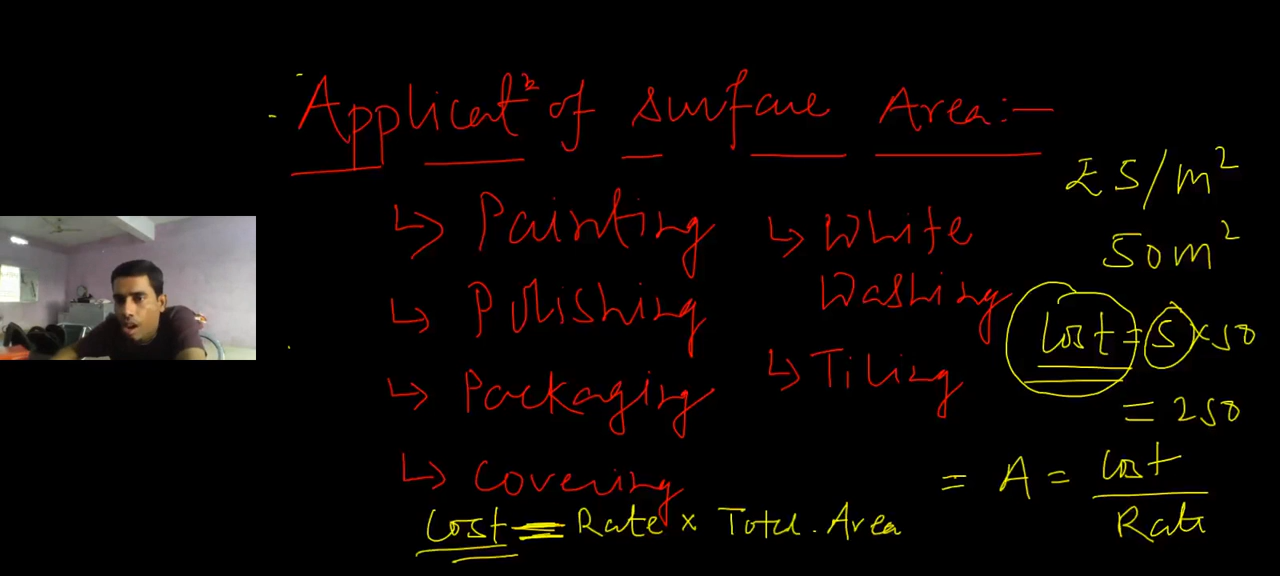 Applicatⁿ of surface Area:-
↳ Painting
↳ Polishing
↳ Packaging
↳ Covering
↳ White
Washing
↳ Tiling
₹5/m²
50m²
Cost = 5×50
= 250
= A = Cost / Rate
Cost = Rate × Total. Area